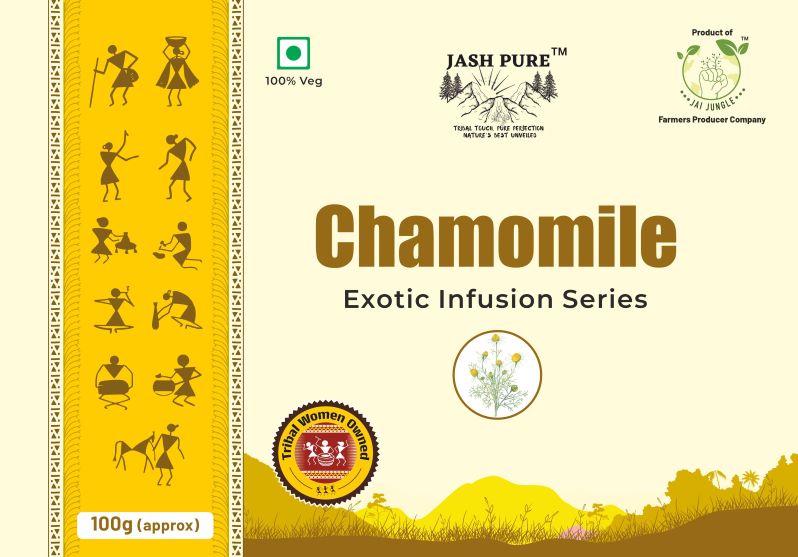 100% Veg
JASH PURE™
TRIBAL TOUCH, PURE PERFECTION
NATURE'S BEST UNVEILED
Product of
TM
JAI JUNGLE
Farmers Producer Company
Chamomile
Exotic Infusion Series
Tribal Women Owned
100g (approx)